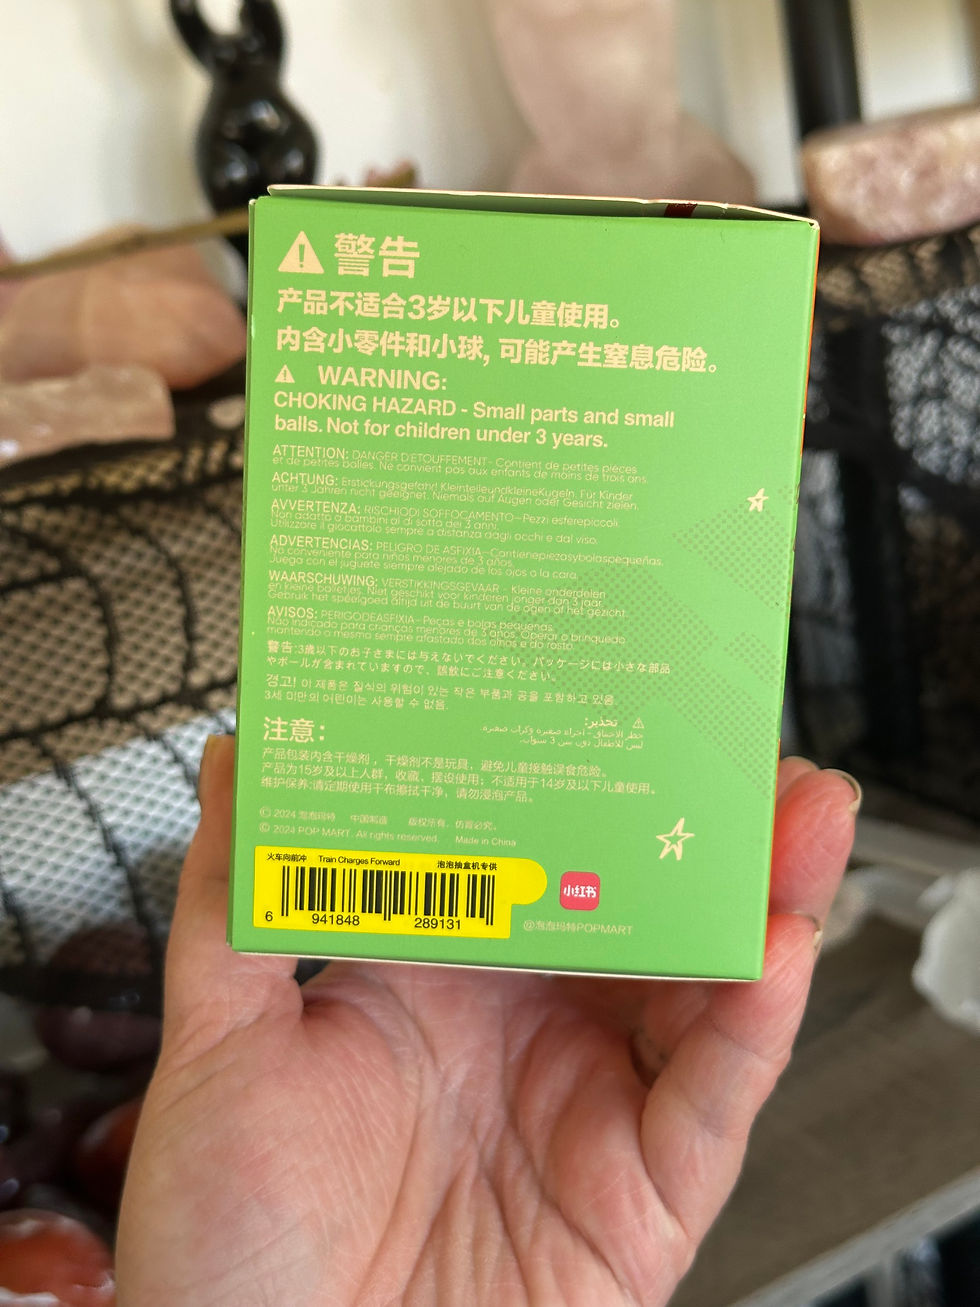 警告
产品不适合3岁以下儿童使用。
内含小零件和小球, 可能产生窒息危险。
WARNING:
CHOKING HAZARD - Small parts and small
balls. Not for children under 3 years.
ATTENTION: DANGER D'ETOUFFEMENT- Contient de petites pièces
et de petites balles. Ne convient pas aux enfants de moins de trois ans.
ACHTUNG: Erstickungsgefahr! KleinteileundkleineKugeln. Für Kinder
unter 3 Jahren nicht geeignet. Niemals auf Augen oder Gesicht zielen.
AVVERTENZA: RISCHIODI SOFFOCAMENTO—Pezzi esferepiccoli.
Non adatto a bambini al di sotto dei 3 anni.
Utilizzare il giocattolo sempre a distanza dagli occhi e dal viso.
ADVERTENCIAS: PELIGRO DE ASFIXIA—Contienepiezasybolaspequeñas.
No conveniente para niños menores de 3 años.
Juega con el juguete siempre alejado de los ojos o la cara.
WAARSCHUWING: VERSTIKKINGSGEVAAR - Kleine onderdelen
en kleine balletjes. Niet geschikt voor kinderen jonger dan 3 jaar.
Gebruik het speelgoed altijd uit de buurt van de ogen of het gezicht.
AVISOS: PERIGODEASFIXIA- Peças e bolas pequenas.
Não indicado para crianças menores de 3 anos. Operar o brinquedo
mantendo o mesmo sempre afastado dos olhos e do rosto.
警告:3歳以下のお子さまには与えないでください。パッケージには小さな部品
やボールが含まれていますので、誤飲にご注意ください。
경고! 이 제품은 질식의 위험이 있는 작은 부품과 공을 포함하고 있음.
3세 미만의 어린이는 사용할 수 없음.
تحذير:
خطر الاختناق - أجزاء صغيرة وكرات صغيرة.
ليس للأطفال دون سن 3 سنوات.
注意：
产品包装内含干燥剂，干燥剂不是玩具，避免儿童接触误食危险。
产品为15岁及以上人群，收藏、摆设使用；不适用于14岁及以下儿童使用。
维护保养:请定期使用干布擦拭干净，请勿浸泡产品。
© 2024 泡泡玛特 中国制造 版权所有，仿冒必究。
© 2024 POP MART. All rights reserved. Made in China
火车向前冲 Train Charges Forward 泡泡抽盒机专供
6 941848 289131
小红书
@泡泡玛特POPMART